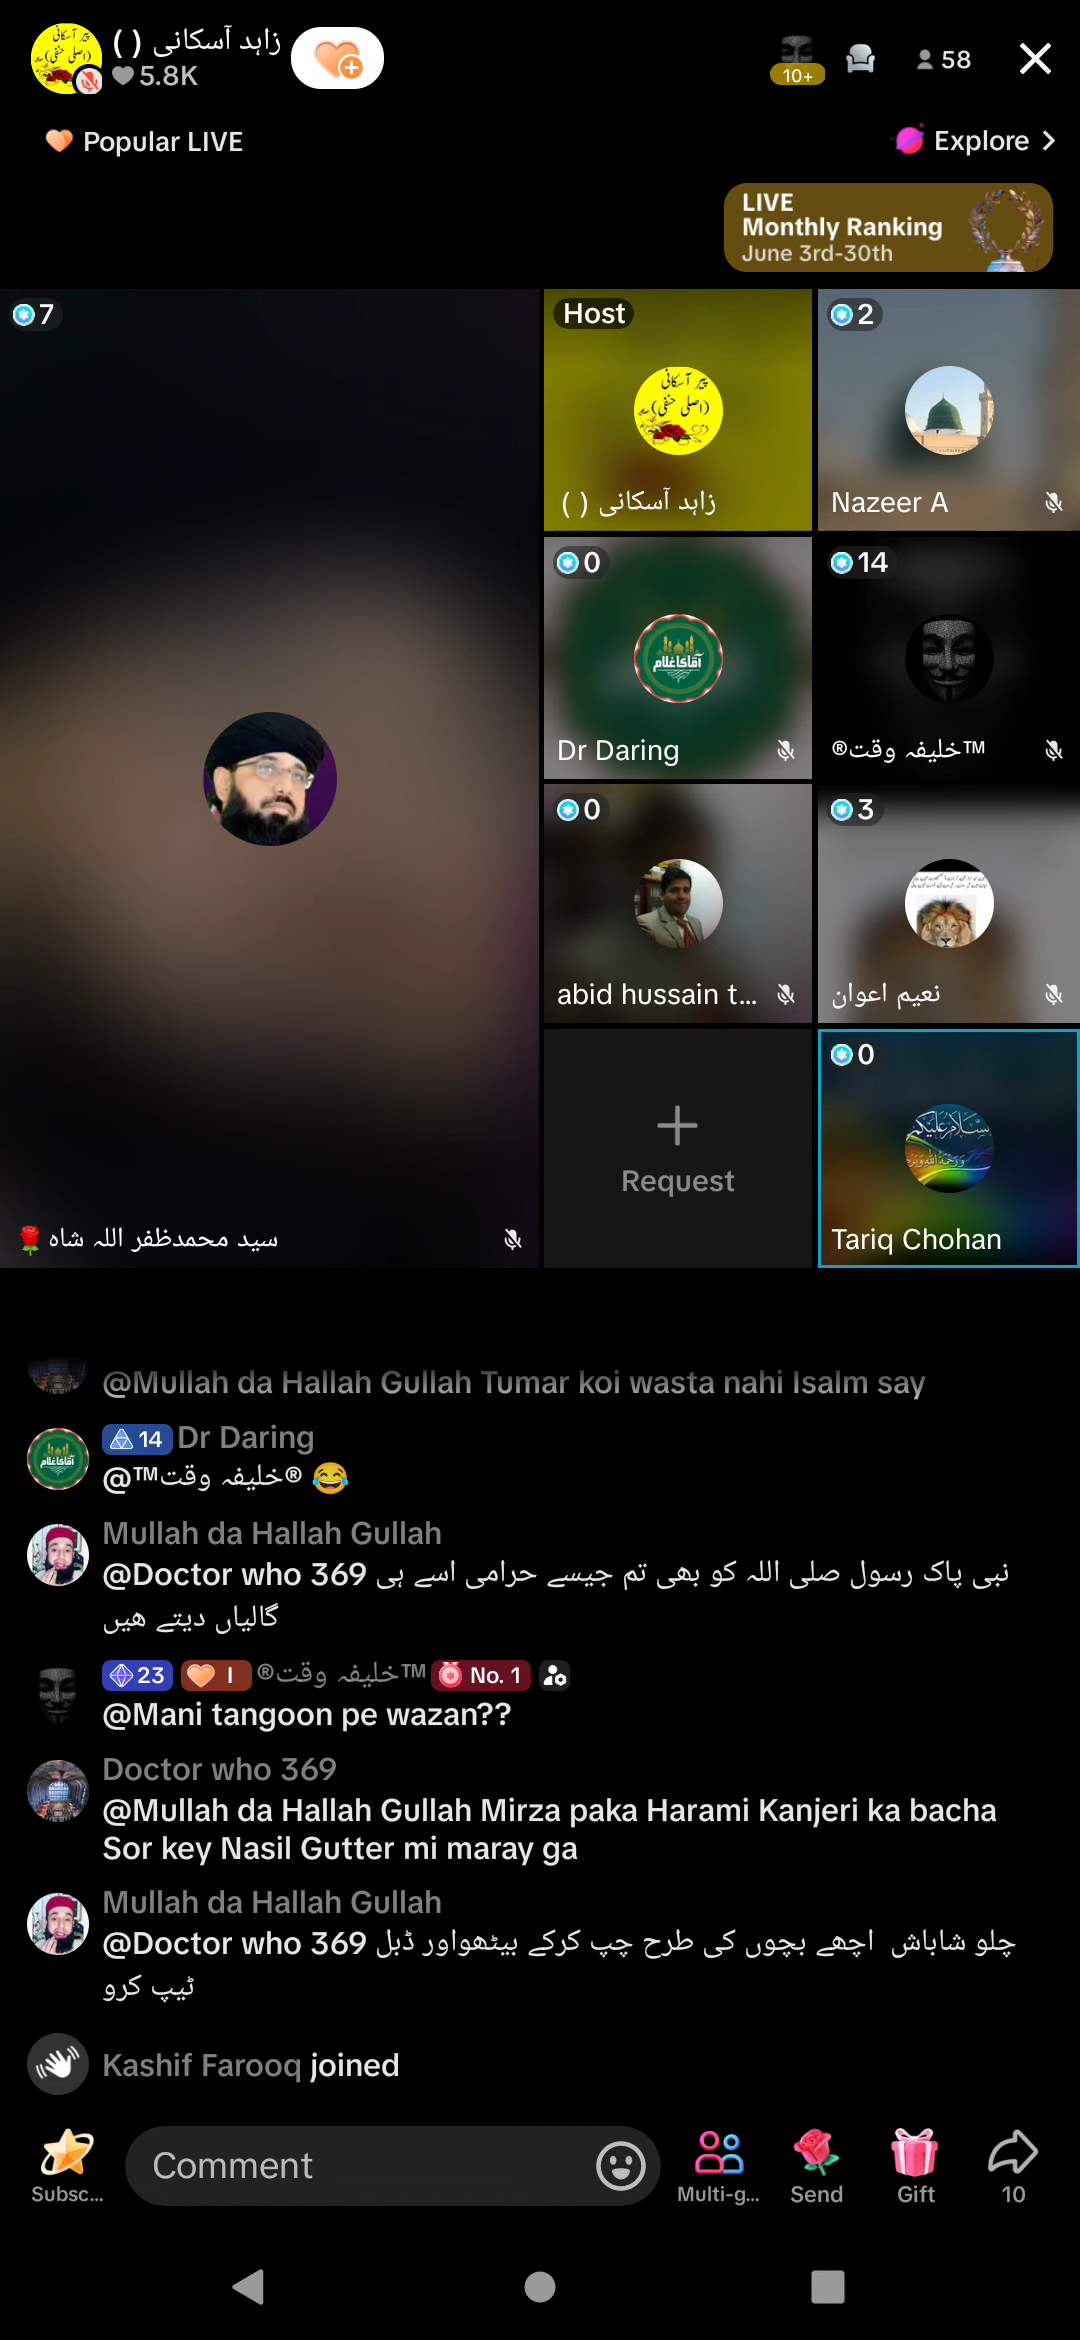 زاہد آسکانی ( )
5.8K
10+
58
Popular LIVE
Explore
LIVE
Monthly Ranking
June 3rd-30th
7
Host
2
پیر آسکانی
(اصلی حنفی)
زاہد آسکانی ( )
Nazeer A
0
14
آقا کا غلام
Dr Daring
®خلیفہ وقت™
0
3
abid hussain t...
نعیم اعوان
0
Request
Tariq Chohan
🌹سید محمدظفر اللہ شاہ
@Mullah da Hallah Gullah Tumar koi wasta nahi Isalm say
14 Dr Daring
@™خلیفہ وقت® 😂
Mullah da Hallah Gullah
@Doctor who 369 نبی پاک رسول صلی اللہ کو بھی تم جیسے حرامی اسے ہی
گالیاں دیتے ھیں
23 I ®خلیفہ وقت™ No. 1
@Mani tangoon pe wazan??
Doctor who 369
@Mullah da Hallah Gullah Mirza paka Harami Kanjeri ka bacha
Sor key Nasil Gutter mi maray ga
Mullah da Hallah Gullah
@Doctor who 369 چلو شاباش اچھے بچوں کی طرح چپ کرکے بیٹھواور ڈبل
ٹیپ کرو
Kashif Farooq joined
Comment
Subsc...
Multi-g...
Send
Gift
10